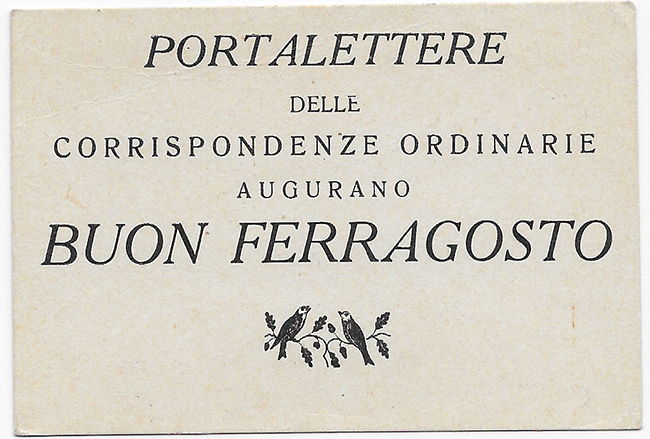 PORTALETTERE
DELLE
CORRISPONDENZE ORDINARIE
AUGURANO
BUON FERRAGOSTO